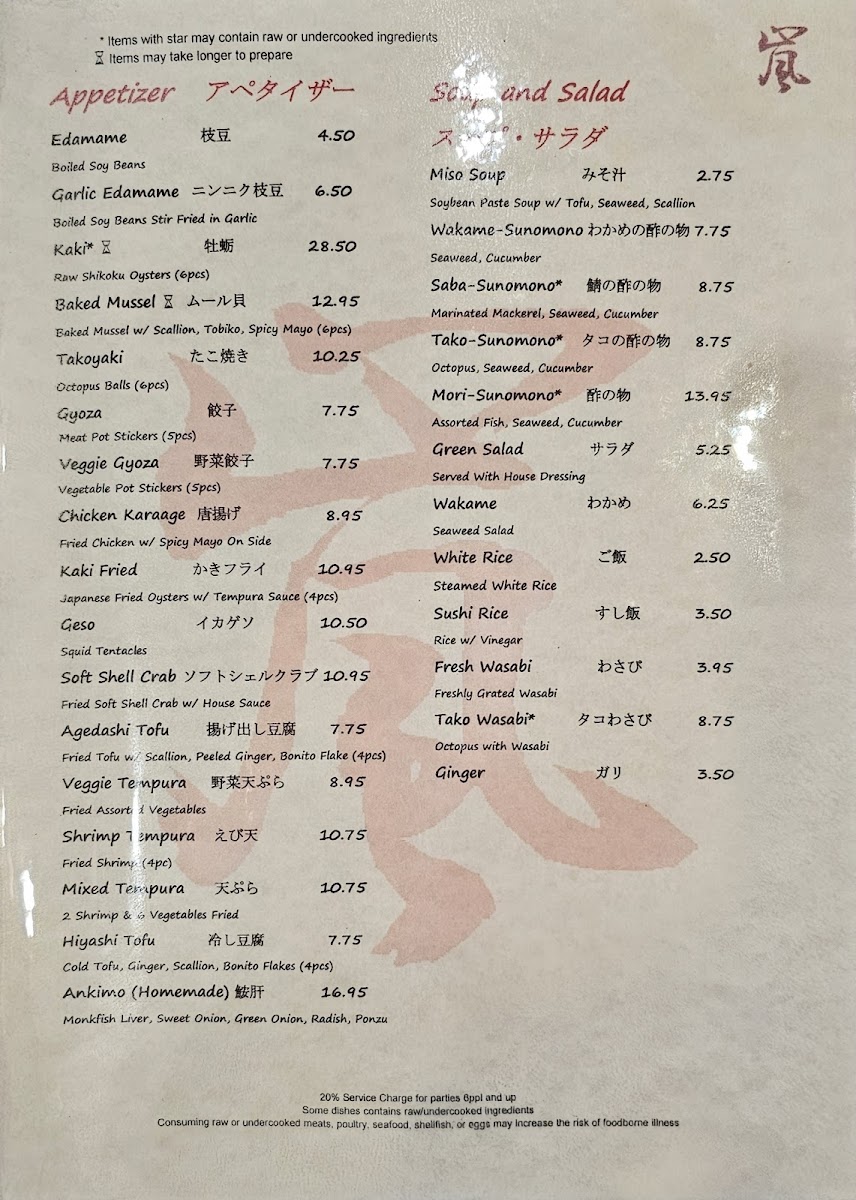 * Items with star may contain raw or undercooked ingredients
⌛ Items may take longer to prepare
嵐
Appetizer アペタイザー
Edamame 枝豆 4.50
Boiled Soy Beans
Garlic Edamame ニンニク枝豆 6.50
Boiled Soy Beans Stir Fried in Garlic
Kaki* ⌛ 牡蛎 28.50
Raw Shikoku Oysters (6pcs)
Baked Mussel ⌛ ムール貝 12.95
Baked Mussel w/ Scallion, Tobiko, Spicy Mayo (6pcs)
Takoyaki たこ焼き 10.25
Octopus Balls (6pcs)
Gyoza 餃子 7.75
Meat Pot Stickers (5pcs)
Veggie Gyoza 野菜餃子 7.75
Vegetable Pot Stickers (5pcs)
Chicken Karaage 唐揚げ 8.95
Fried Chicken w/ Spicy Mayo On Side
Kaki Fried かきフライ 10.95
Japanese Fried Oysters w/ Tempura Sauce (4pcs)
Geso イカゲソ 10.50
Squid Tentacles
Soft Shell Crab ソフトシェルクラブ 10.95
Fried Soft Shell Crab w/ House Sauce
Agedashi Tofu 揚げ出し豆腐 7.75
Fried Tofu w/ Scallion, Peeled Ginger, Bonito Flake (4pcs)
Veggie Tempura 野菜天ぷら 8.95
Fried Assorted Vegetables
Shrimp Tempura えび天 10.75
Fried Shrimp (4pc)
Mixed Tempura 天ぷら 10.75
2 Shrimp & 6 Vegetables Fried
Hiyashi Tofu 冷し豆腐 7.75
Cold Tofu, Ginger, Scallion, Bonito Flakes (4pcs)
Ankimo (Homemade) 鮟肝 16.95
Monkfish Liver, Sweet Onion, Green Onion, Radish, Ponzu
Soup and Salad
スープ・サラダ
Miso Soup みそ汁 2.75
Soybean Paste Soup w/ Tofu, Seaweed, Scallion
Wakame-Sunomono わかめの酢の物 7.75
Seaweed, Cucumber
Saba-Sunomono* 鯖の酢の物 8.75
Marinated Mackerel, Seaweed, Cucumber
Tako-Sunomono* タコの酢の物 8.75
Octopus, Seaweed, Cucumber
Mori-Sunomono* 酢の物 13.95
Assorted Fish, Seaweed, Cucumber
Green Salad サラダ 5.25
Served With House Dressing
Wakame わかめ 6.25
Seaweed Salad
White Rice ご飯 2.50
Steamed White Rice
Sushi Rice すし飯 3.50
Rice w/ Vinegar
Fresh Wasabi わさび 3.95
Freshly Grated Wasabi
Tako Wasabi* タコわさび 8.75
Octopus with Wasabi
Ginger ガリ 3.50
20% Service Charge for parties 6ppl and up
Some dishes contains raw/undercooked ingredients
Consuming raw or undercooked meats, poultry, seafood, shellfish, or eggs may increase the risk of foodborne illness